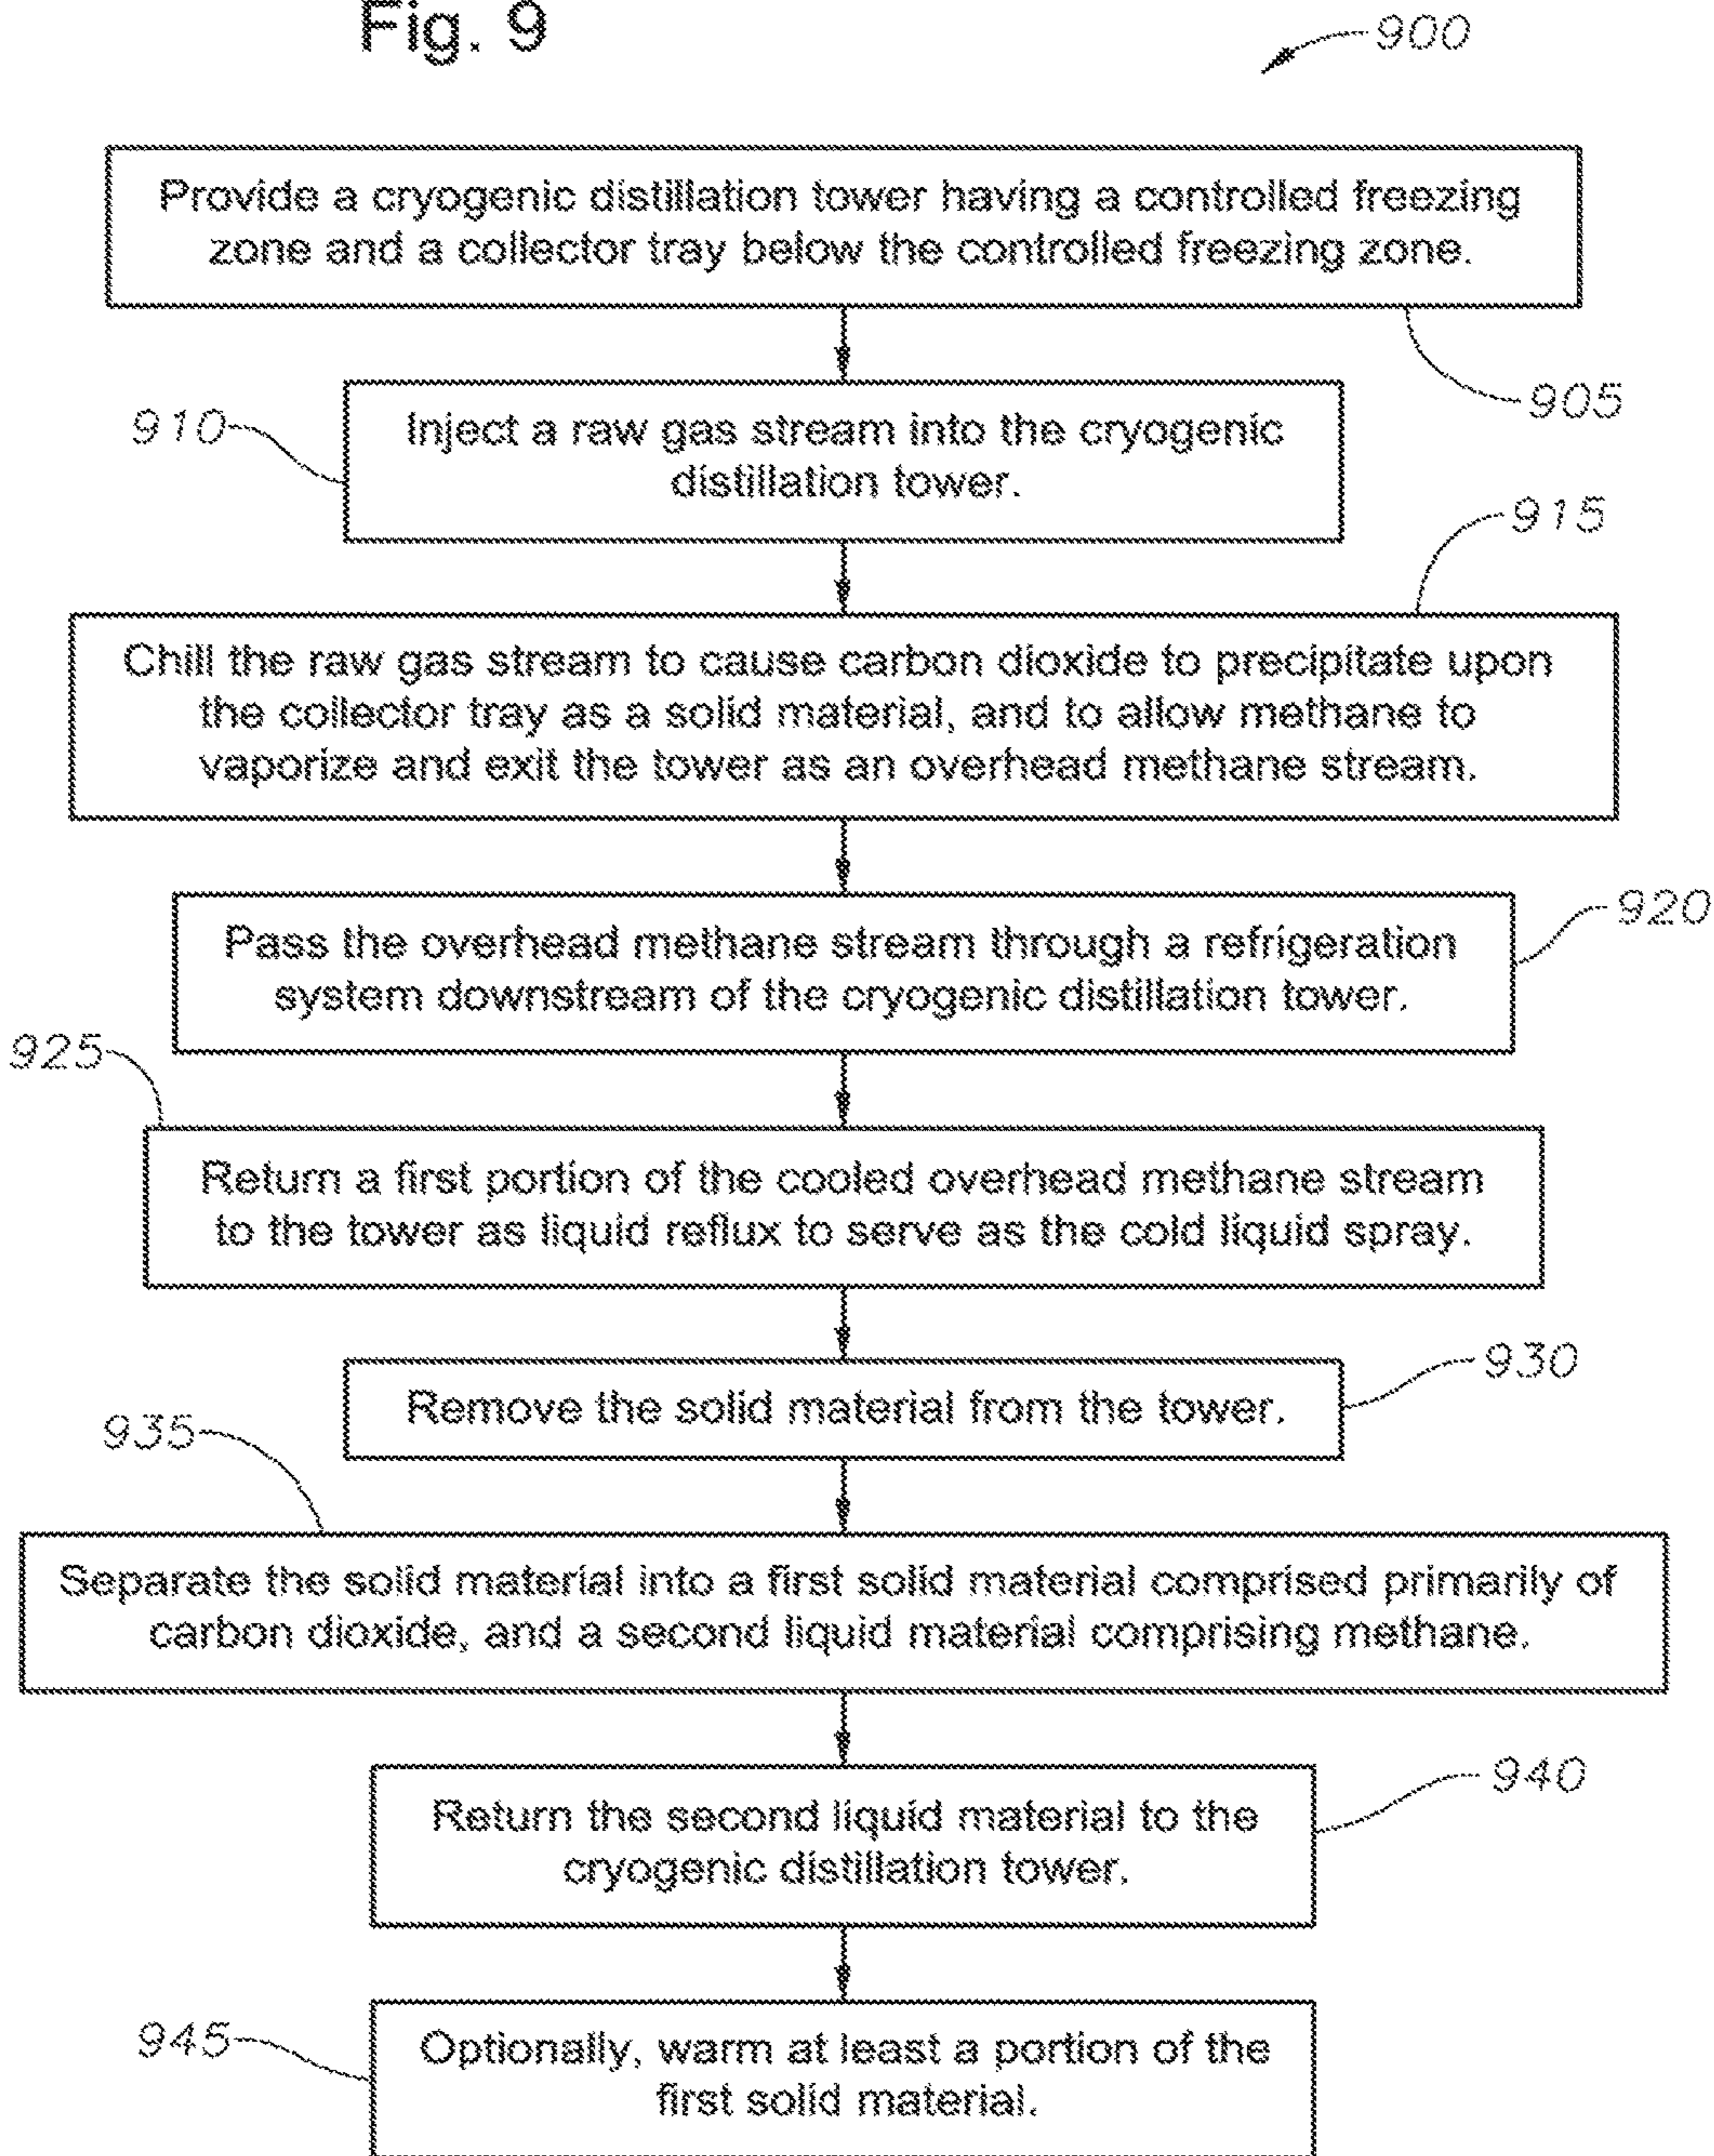 Fig. 9
900
Provide a cryogenic distillation tower having a controlled freezing
zone and a collector tray below the controlled freezing zone.
905
910
Inject a raw gas stream into the cryogenic
distillation tower.
915
Chill the raw gas stream to cause carbon dioxide to precipitate upon
the collector tray as a solid material, and to allow methane to
vaporize and exit the tower as an overhead methane stream.
920
Pass the overhead methane stream through a refrigeration
system downstream of the cryogenic distillation tower.
925
Return a first portion of the cooled overhead methane stream
to the tower as liquid reflux to serve as the cold liquid spray.
930
Remove the solid material from the tower.
935
Separate the solid material into a first solid material comprised primarily of
carbon dioxide, and a second liquid material comprising methane.
940
Return the second liquid material to the
cryogenic distillation tower.
945
Optionally, warm at least a portion of the
first solid material.